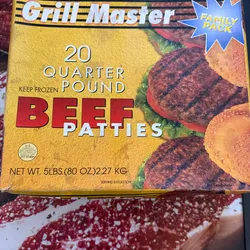 Grill Master
FAMILY
PACK
20
QUARTER
POUND
KEEP FROZEN
BEEF
PATTIES
NET WT. 5LBS.(80 OZ.)2.27 KG